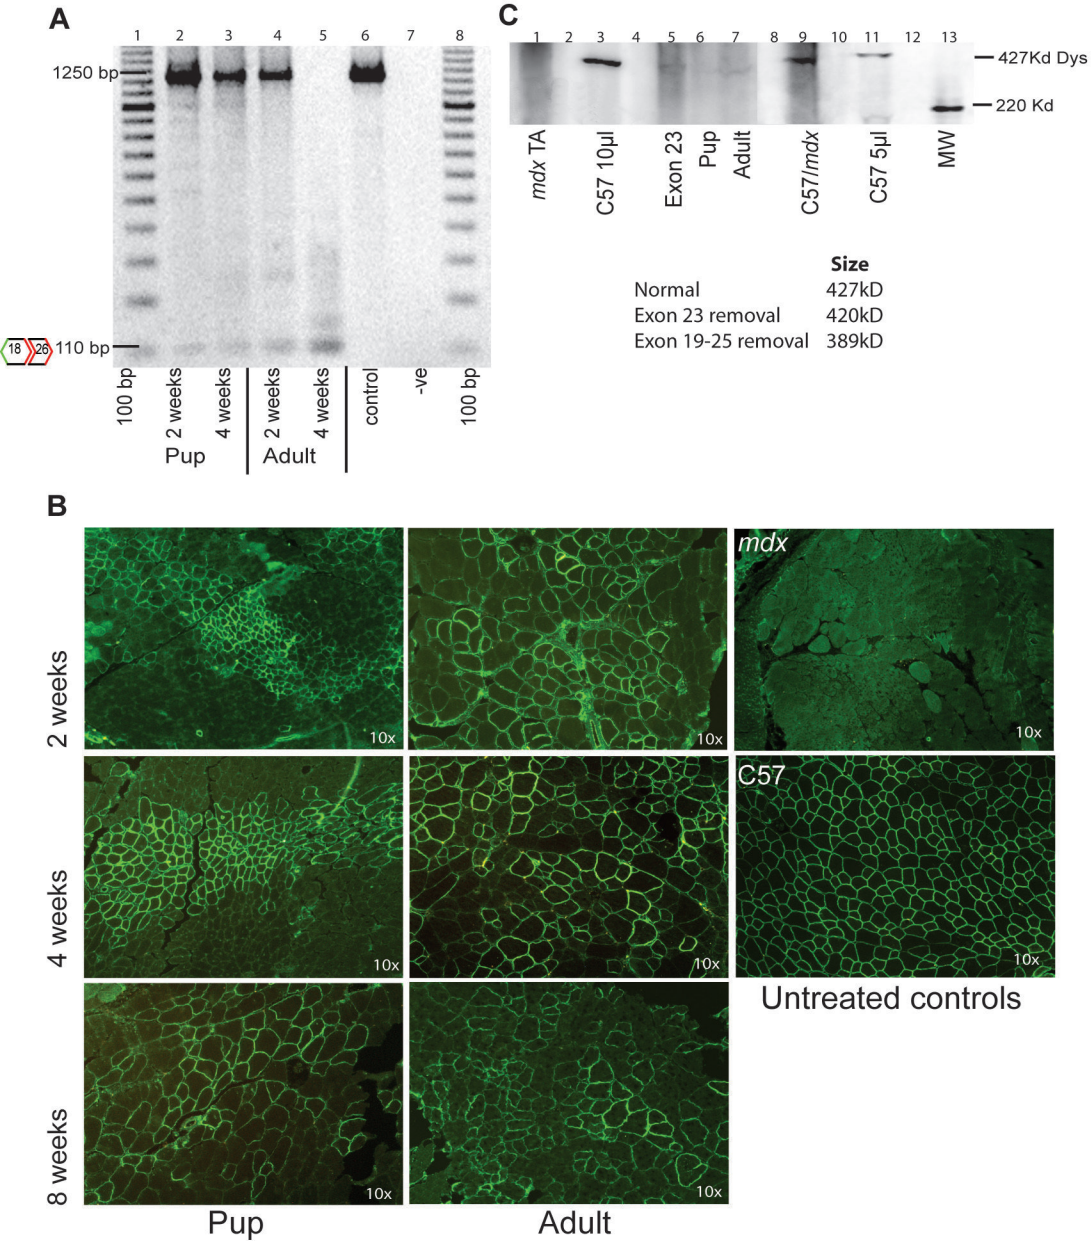 A
1 2 3 4 5 6 7 8
1250 bp
18 26 110 bp
100 bp
2 weeks
4 weeks
2 weeks
4 weeks
control
-ve
100 bp
Pup Adult
C
1 2 3 4 5 6 7 8 9 10 11 12 13
427Kd Dys
220 Kd
mdx TA
C57 10µl
Exon 23
Pup
Adult
C57/mdx
C57 5µl
MW
Size
Normal 427kD
Exon 23 removal 420kD
Exon 19-25 removal 389kD
B
2 weeks
10x
10x
mdx
10x
4 weeks
10x
10x
C57
10x
Untreated controls
8 weeks
10x
10x
Pup Adult